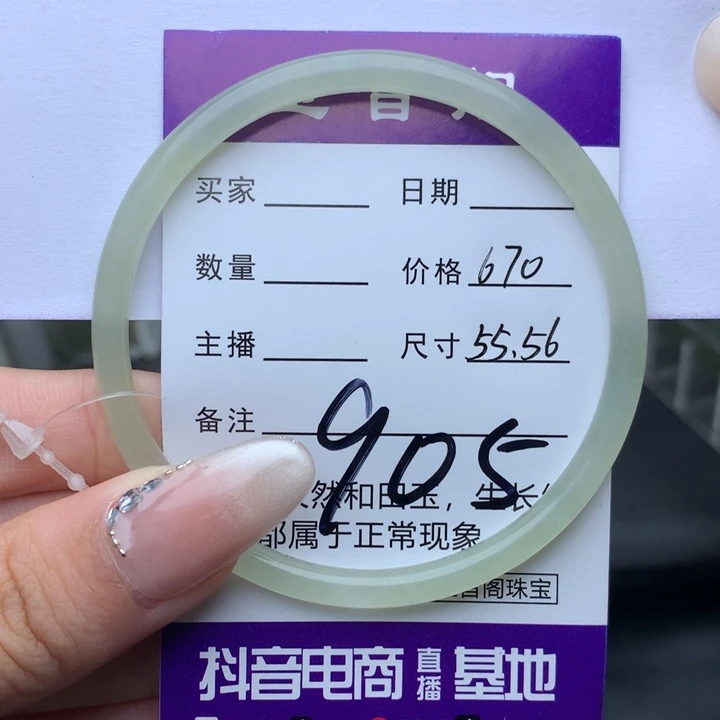 买家 日期
数量 价格 670
主播 尺寸 55.56
备注
905
然和田玉，生长
都属于正常现象
阁珠宝
抖音电商 直播 基地